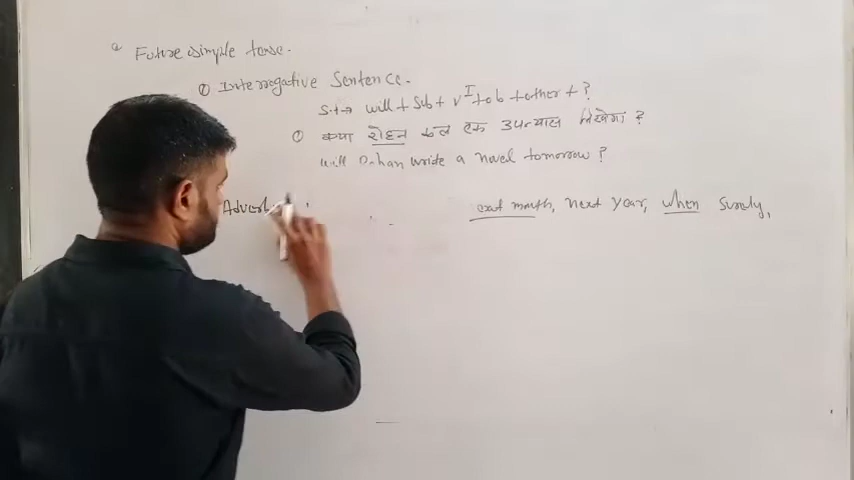 Future simple tense.
① Interrogative Sentence.
St→ will + Sub + v I + ob + other + ?
① क्या रोहन कल एक उपन्यास लिखेगा ?
will Rohan write a novel tomorrow ?
Adverb month, next year, when surely,